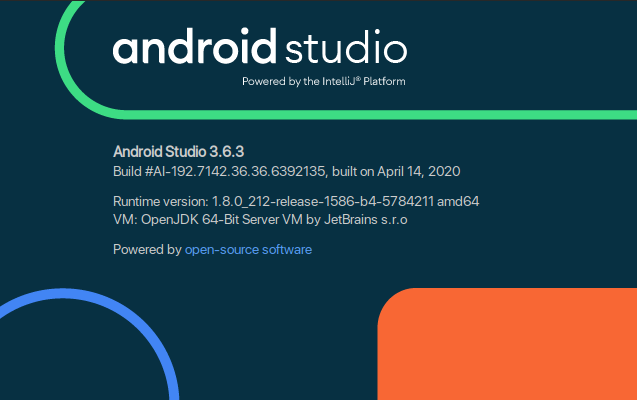 android studio
Powered by the IntelliJ® Platform
Android Studio 3.6.3
Build #AI-192.7142.36.36.6392135, built on April 14, 2020
Runtime version: 1.8.0_212-release-1586-b4-5784211 amd64
VM: OpenJDK 64-Bit Server VM by JetBrains s.r.o
Powered by open-source software